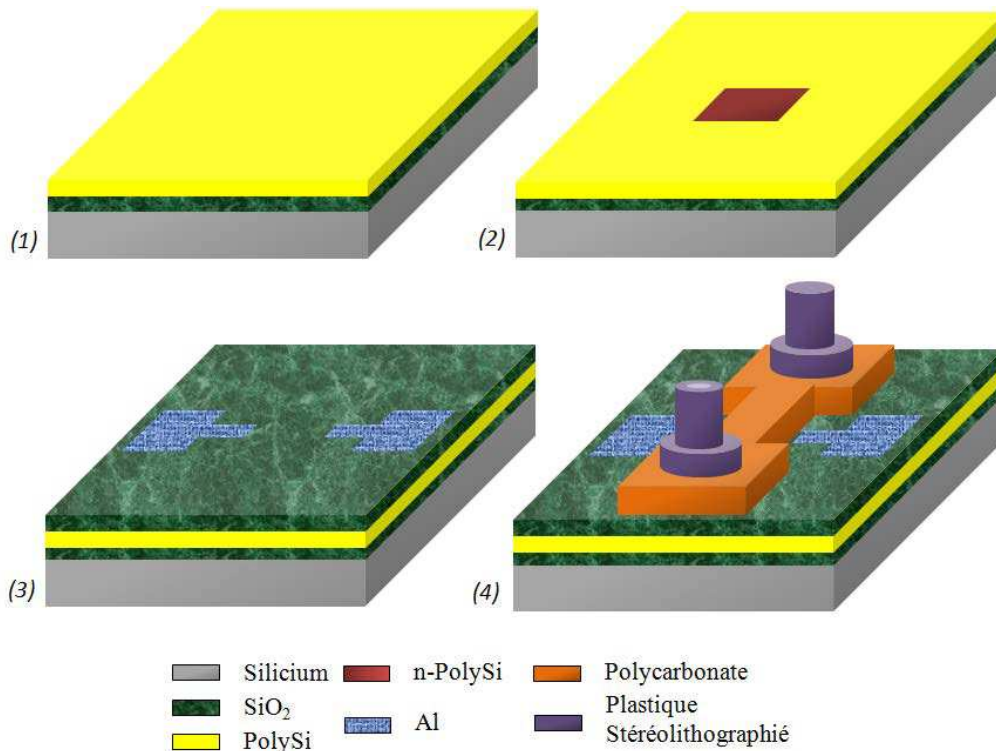 (1)
(2)
(3)
(4)
Silicium
n-PolySi
Polycarbonate
SiO2
Al
Plastique
Stéréolithographié
PolySi